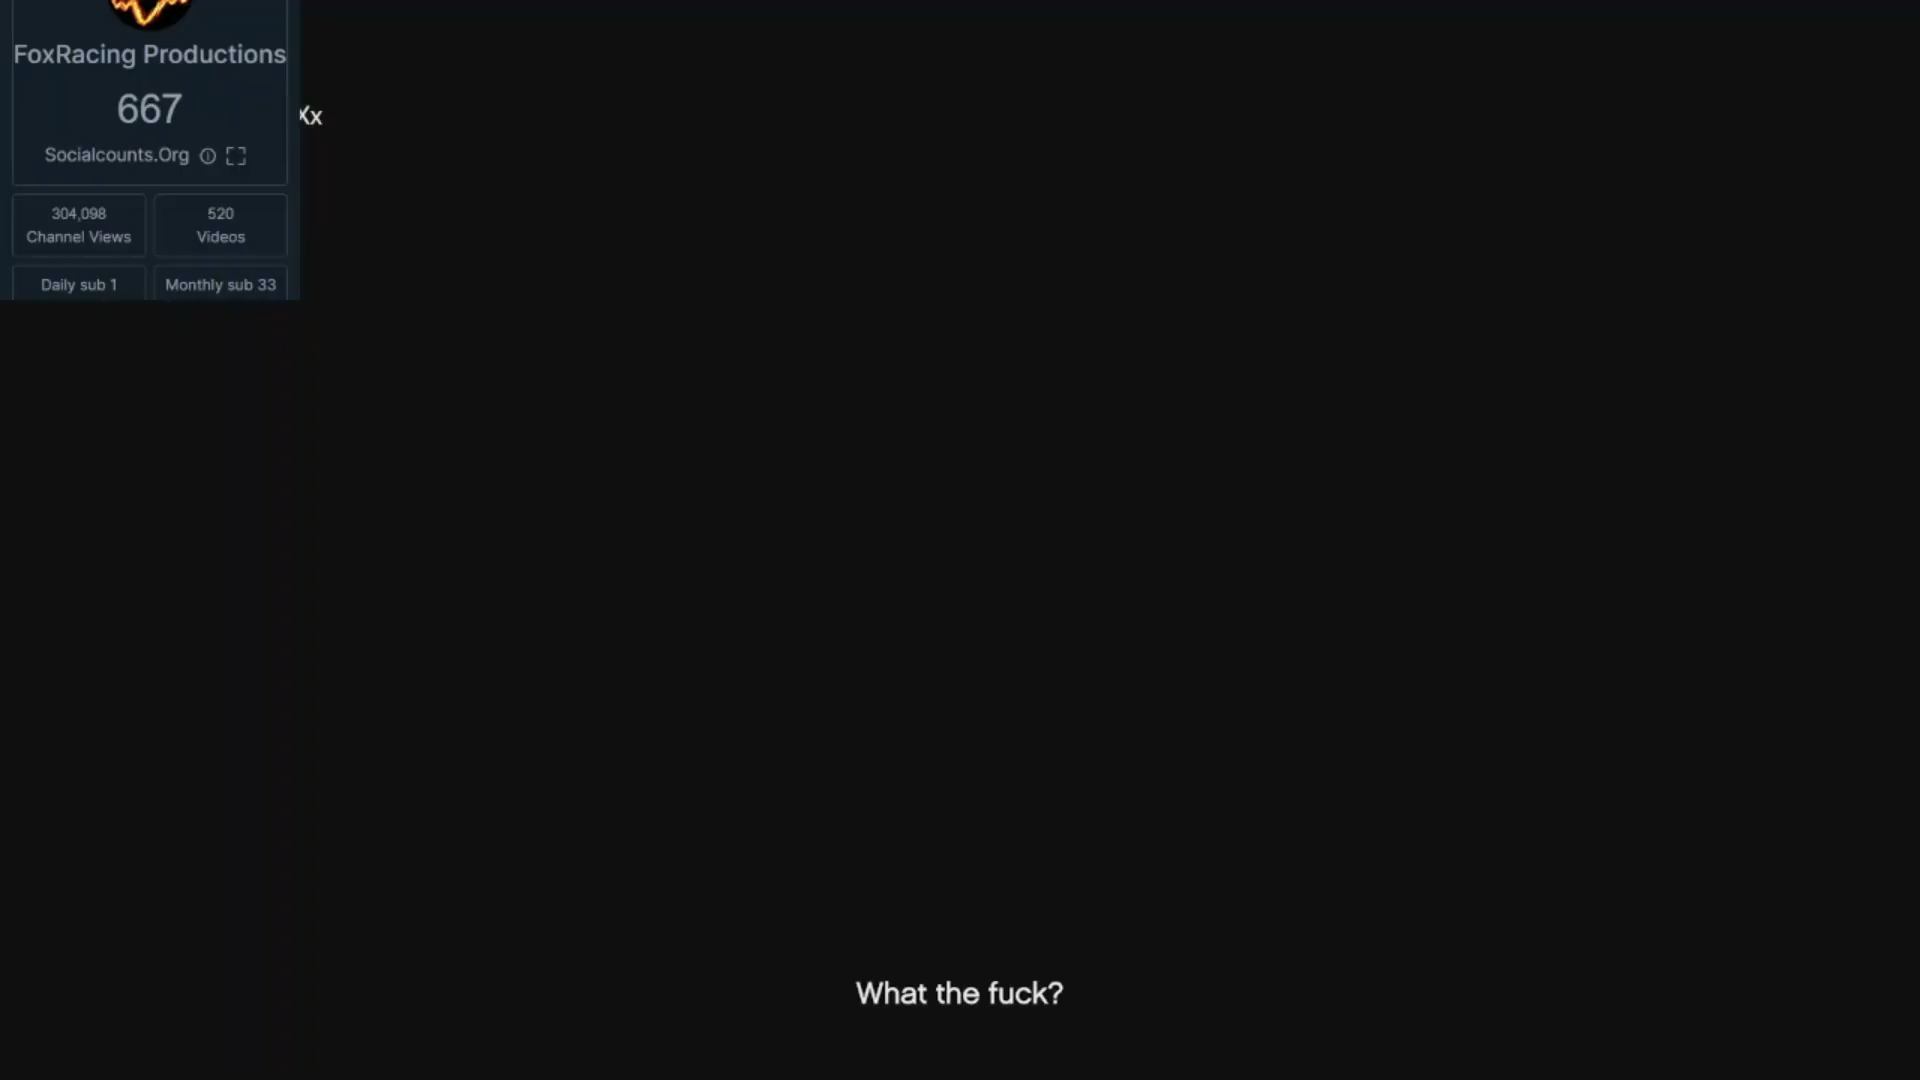 FoxRacing Productions
667
Xx
Socialcounts.Org
304,098
Channel Views
520
Videos
Daily sub 1
Monthly sub 33
What the fuck?